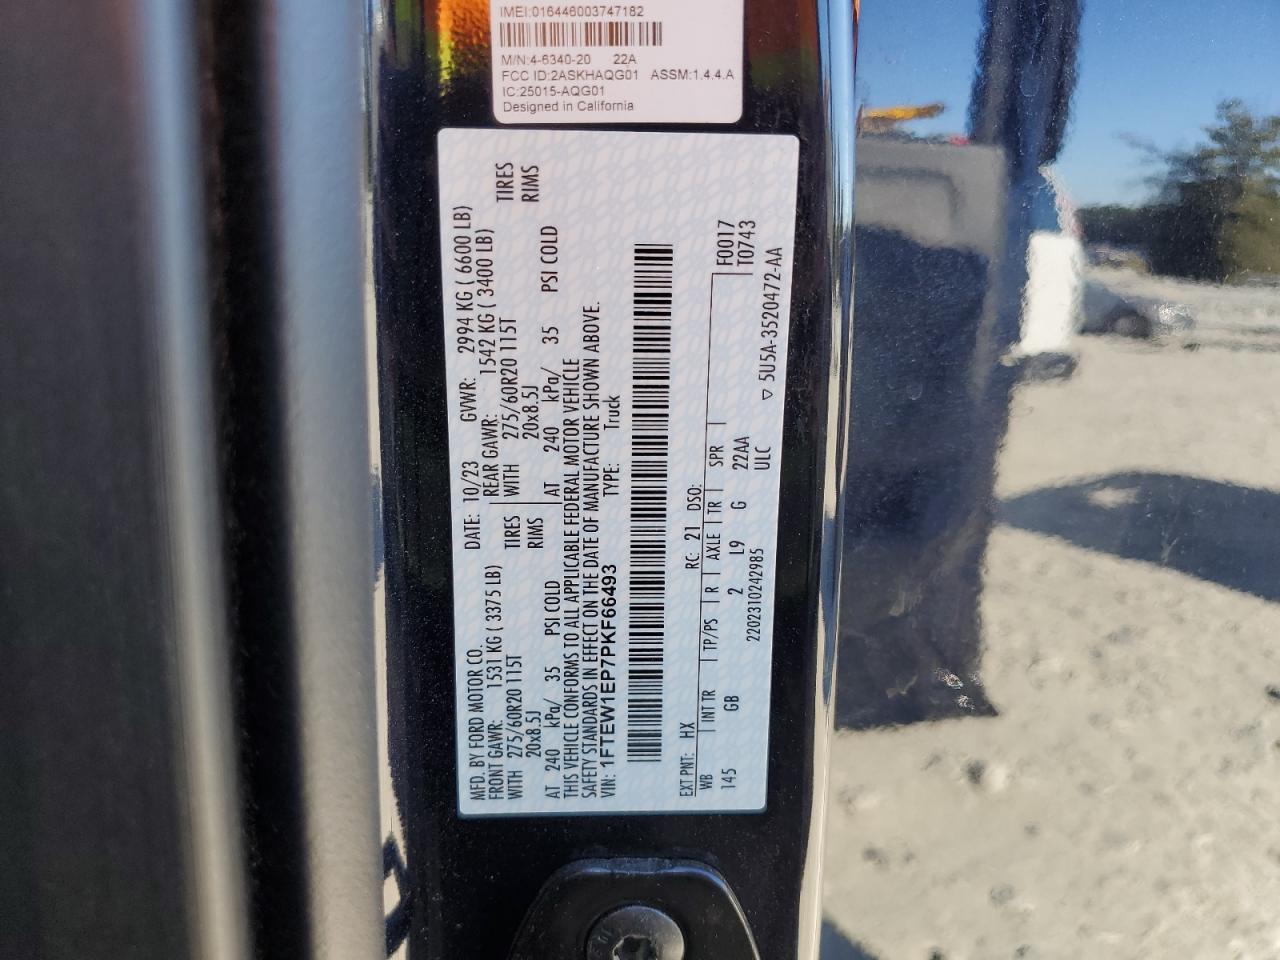 IMEI:016446003747182
M/N:4-6340-20 22A
FCC ID:2ASKHAQG01 ASSM:1.4.4.A
IC:25015-AQG01
Designed in California
MFD. BY FORD MOTOR CO. DATE: 10/23 GVWR: 2994 KG ( 6600 LB)
FRONT GAWR: 1531 KG ( 3375 LB) REAR GAWR: 1542 KG ( 3400 LB)
WITH 275/60R20 115T TIRES WITH 275/60R20 115T TIRES
20x8.5J RIMS 20x8.5J RIMS
AT 240 kPa/ 35 PSI COLD AT 240 kPa/ 35 PSI COLD
THIS VEHICLE CONFORMS TO ALL APPLICABLE FEDERAL MOTOR VEHICLE
SAFETY STANDARDS IN EFFECT ON THE DATE OF MANUFACTURE SHOWN ABOVE.
VIN: 1FTEW1EP7PKF66493 TYPE: Truck
EXT PNT: HX RC: 21 DSO: F0017
WB INT TR TP/PS R AXLE TR SPR T0743
145 GB 2 L9 G 22AA
2202310242985 ULC ▽ 5U5A-3520472-AA